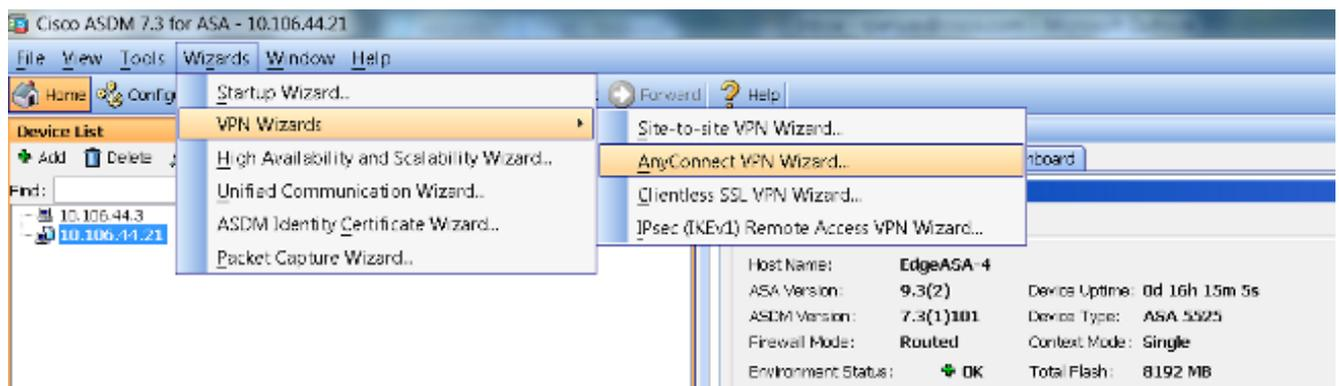 Cisco ASDM 7.3 for ASA - 10.106.44.21
File View Tools Wizards Window Help
Home Config Forward Help
Startup Wizard...
VPN Wizards
High Availability and Scalability Wizard...
Unified Communication Wizard...
ASDM Identity Certificate Wizard...
Packet Capture Wizard...
Site-to-site VPN Wizard...
AnyConnect VPN Wizard...
Clientless SSL VPN Wizard...
IPsec (IKEv1) Remote Access VPN Wizard...
Device List
Add Delete
Find:
10.106.44.3
10.106.44.21
Host Name: EdgeASA-4
ASA Version: 9.3(2) Device Uptime: 0d 16h 15m 5s
ASDM Version: 7.3(1)101 Device Type: ASA 5525
Firewall Mode: Routed Context Mode: Single
Environment Status: OK Total Flash: 8192 MB